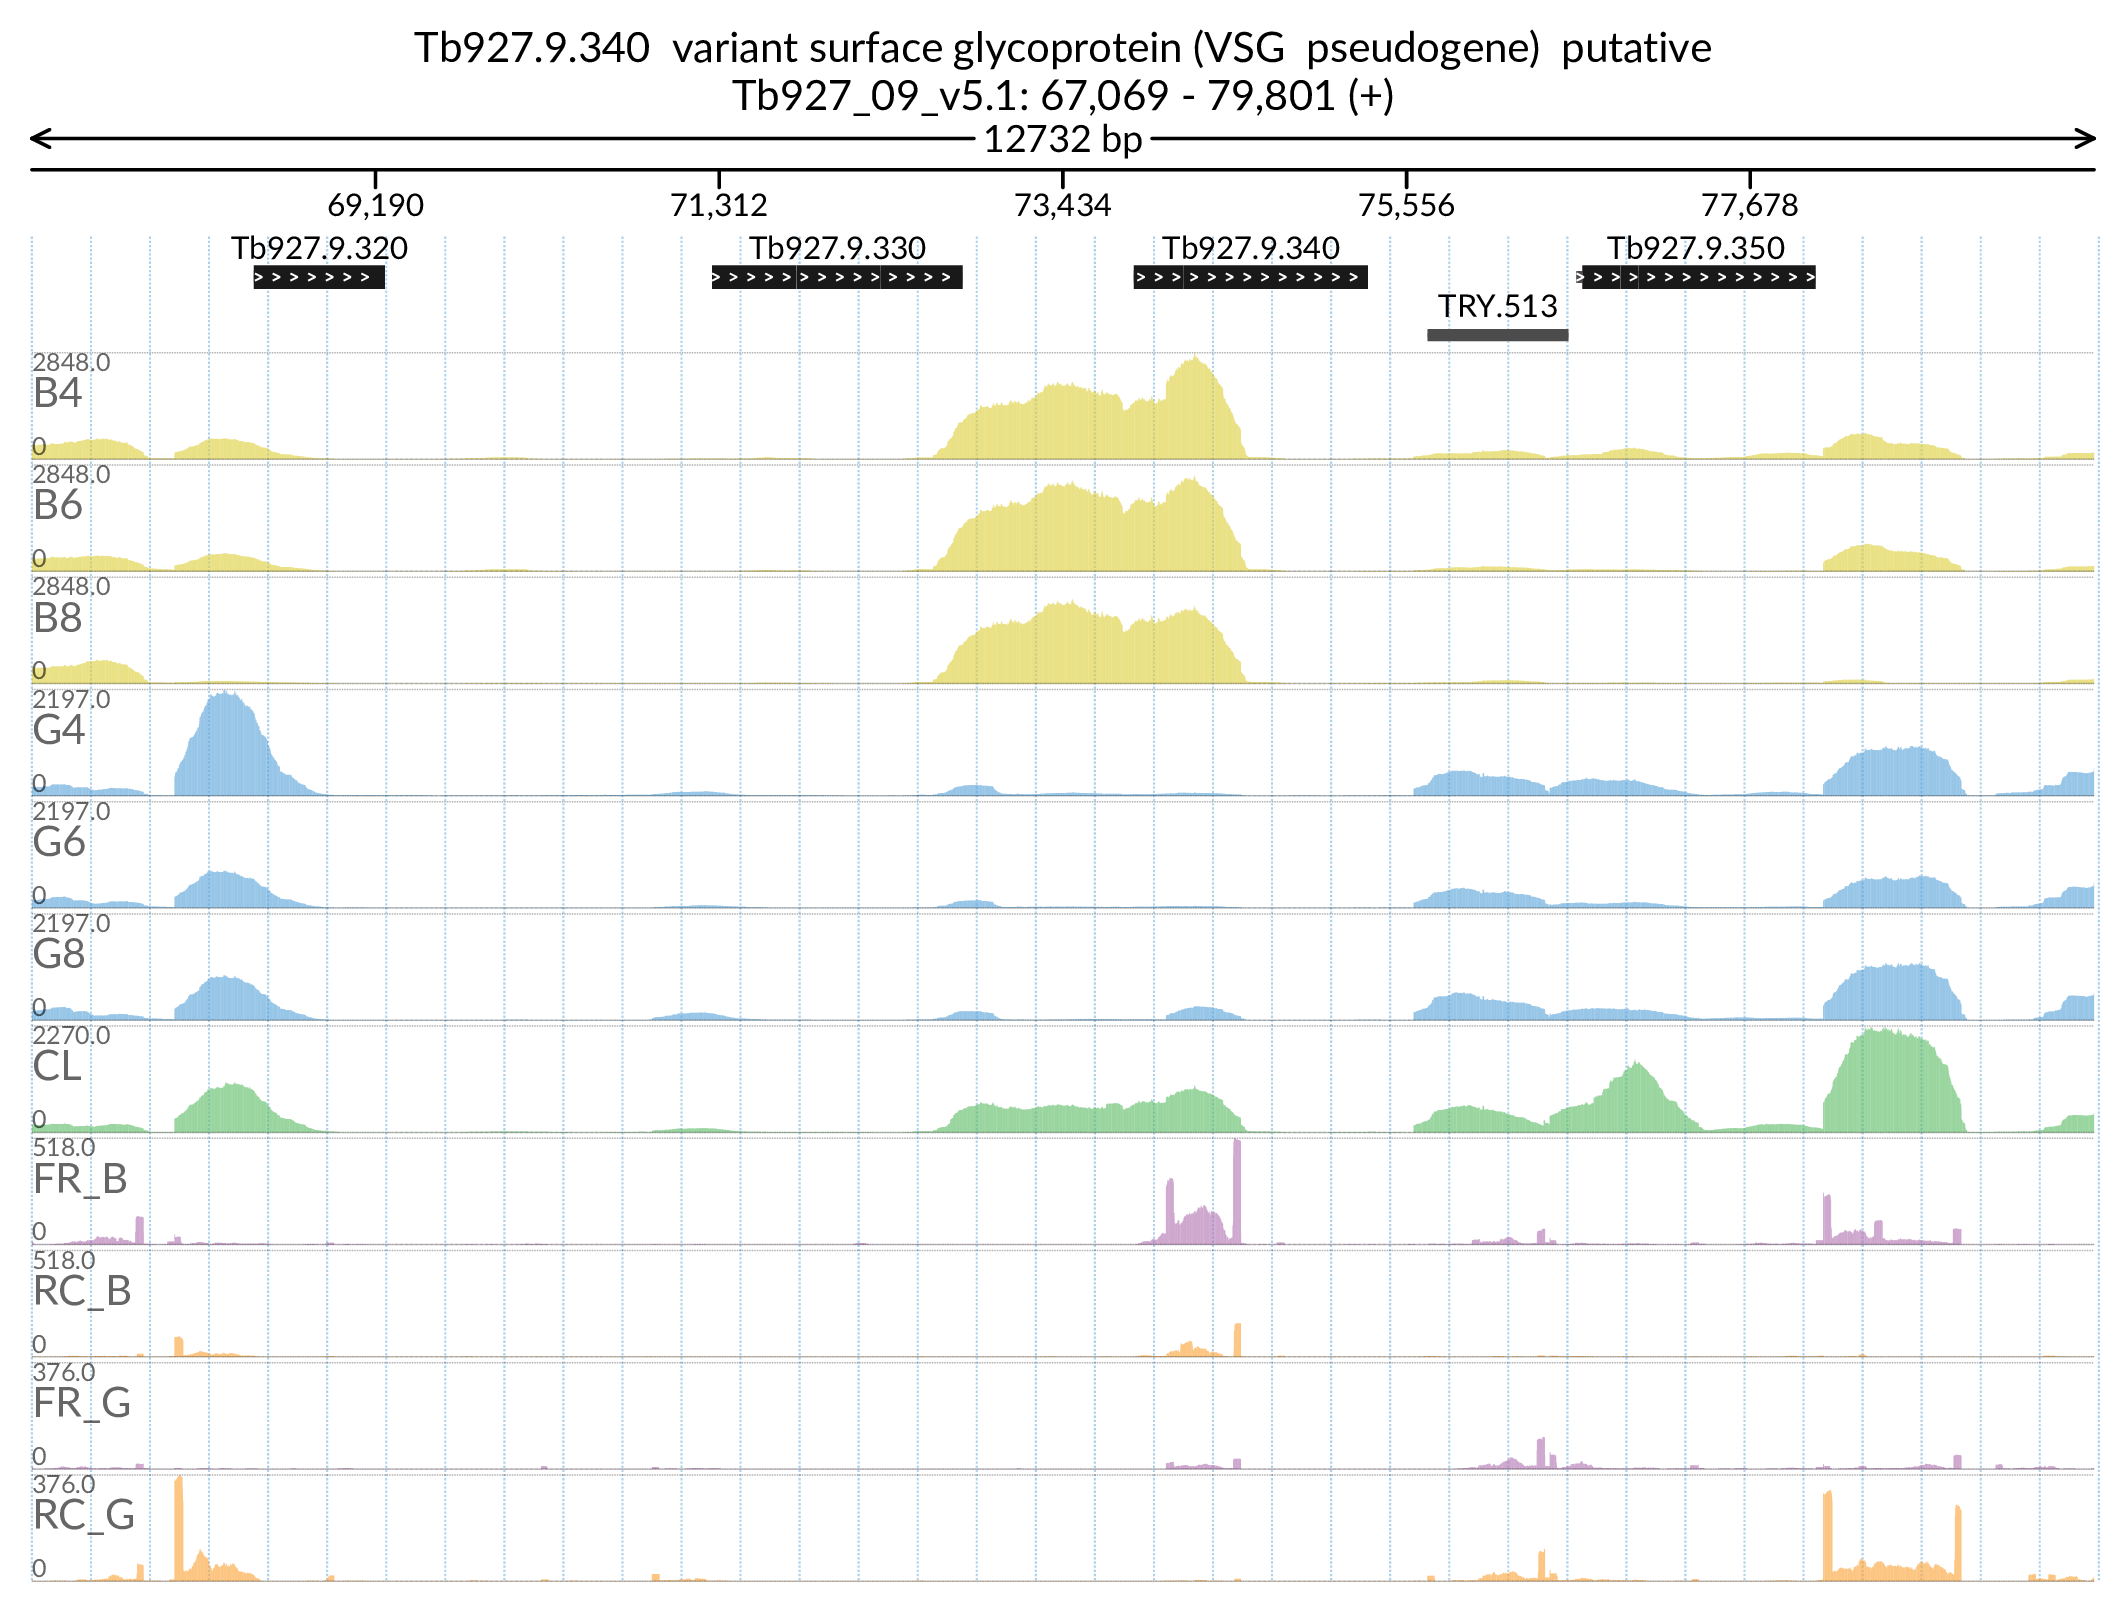 Tb927.9.340  variant surface glycoprotein (VSG  pseudogene)  putative
Tb927_09_v5.1: 67,069 - 79,801 (+)
12732 bp
69,190 71,312 73,434 75,556 77,678
Tb927.9.320 Tb927.9.330 Tb927.9.340 Tb927.9.350
TRY.513
2848.0
B4
0
2848.0
B6
0
2848.0
B8
0
2197.0
G4
0
2197.0
G6
0
2197.0
G8
0
2270.0
CL
0
518.0
FR_B
0
518.0
RC_B
0
376.0
FR_G
0
376.0
RC_G
0